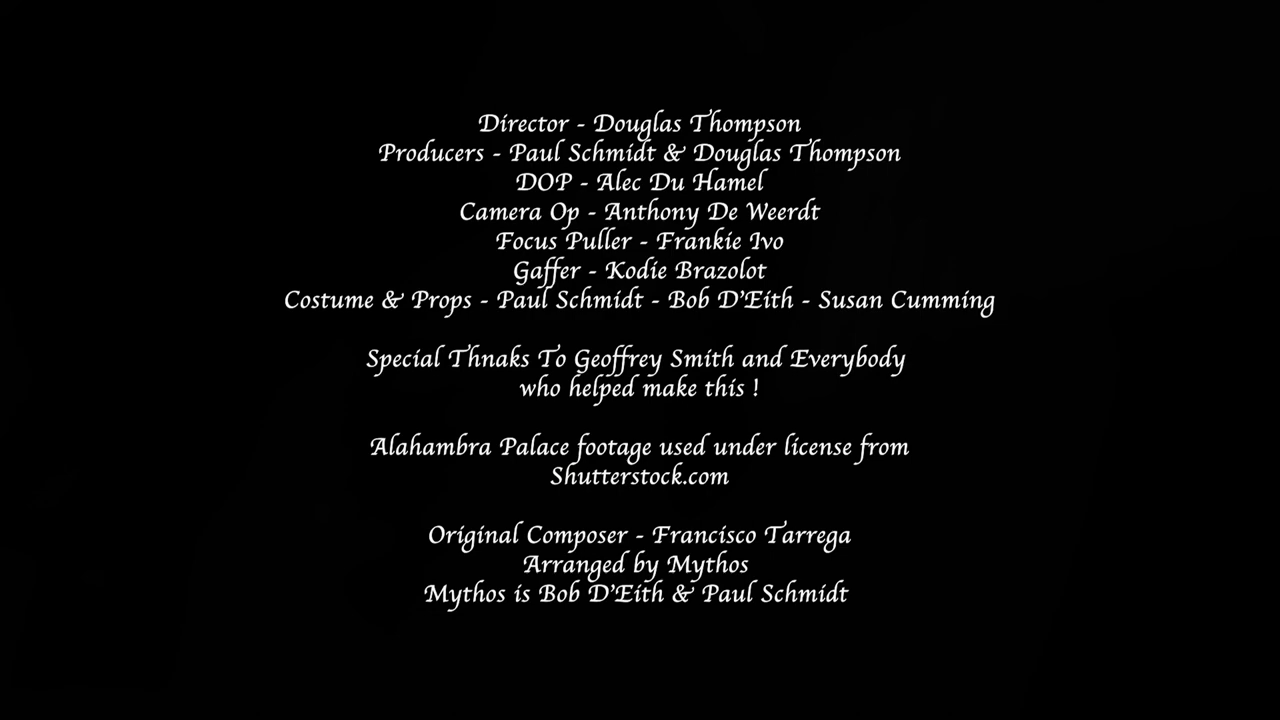 Director - Douglas Thompson
Producers - Paul Schmidt & Douglas Thompson
DOP - Alec Du Hamel
Camera Op - Anthony De Weerdt
Focus Puller - Frankie Ivo
Gaffer - Kodie Brazolot
Costume & Props - Paul Schmidt - Bob D'Eith - Susan Cumming
Special Thnaks To Geoffrey Smith and Everybody
who helped make this !
Alahambra Palace footage used under license from
Shutterstock.com
Original Composer - Francisco Tarrega
Arranged by Mythos
Mythos is Bob D'Eith & Paul Schmidt